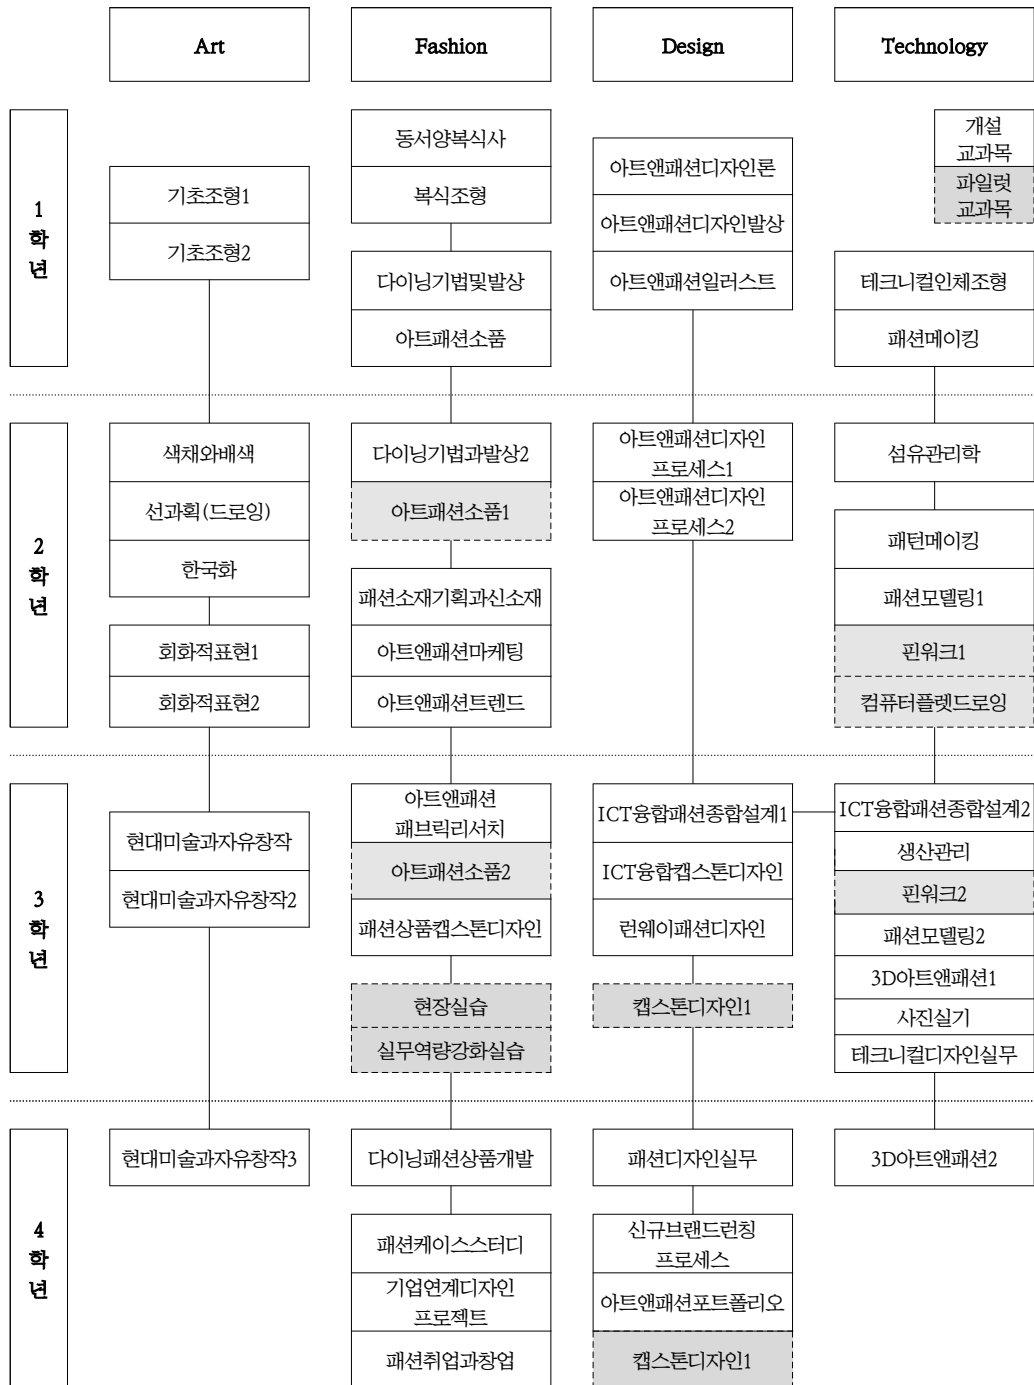 Art
Fashion
Design
Technology
개설
교과목
파일럿
교과목
1
학
년
기초조형1
기초조형2
동서양복식사
복식조형
다이닝기법및발상
아트패션소품
아트앤패션디자인론
아트앤패션디자인발상
아트앤패션일러스트
테크니컬인체조형
패션메이킹
2
학
년
색채와배색
선과획(드로잉)
한국화
회화적표현1
회화적표현2
다이닝기법과발상2
아트패션소품1
패션소재기획과신소재
아트앤패션마케팅
아트앤패션트렌드
아트앤패션디자인
프로세스1
아트앤패션디자인
프로세스2
섬유관리학
패턴메이킹
패션모델링1
핀워크1
컴퓨터플렛드로잉
3
학
년
현대미술과자유창작
현대미술과자유창작2
아트앤패션
패브릭리서치
아트패션소품2
패션상품캡스톤디자인
현장실습
실무역량강화실습
ICT융합패션종합설계1
ICT융합캡스톤디자인
런웨이패션디자인
캡스톤디자인1
ICT융합패션종합설계2
생산관리
핀워크2
패션모델링2
3D아트앤패션1
사진실기
테크니컬디자인실무
4
학
년
현대미술과자유창작3
다이닝패션상품개발
패션케이스스터디
기업연계디자인
프로젝트
패션취업과창업
패션디자인실무
신규브랜드런칭
프로세스
아트앤패션포트폴리오
캡스톤디자인1
3D아트앤패션2